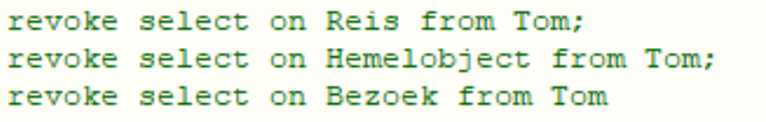 revoke select on Reis from Tom;
revoke select on Hemelobject from Tom;
revoke select on Bezoek from Tom